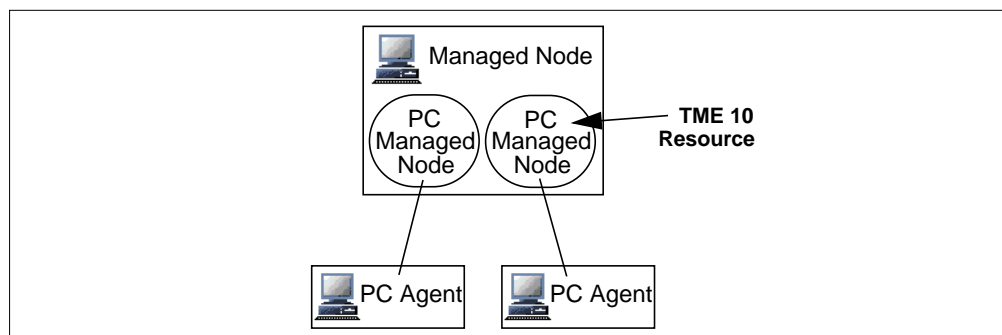 Managed Node
PC
Managed
Node
PC
Managed
Node
TME 10
Resource
PC Agent
PC Agent